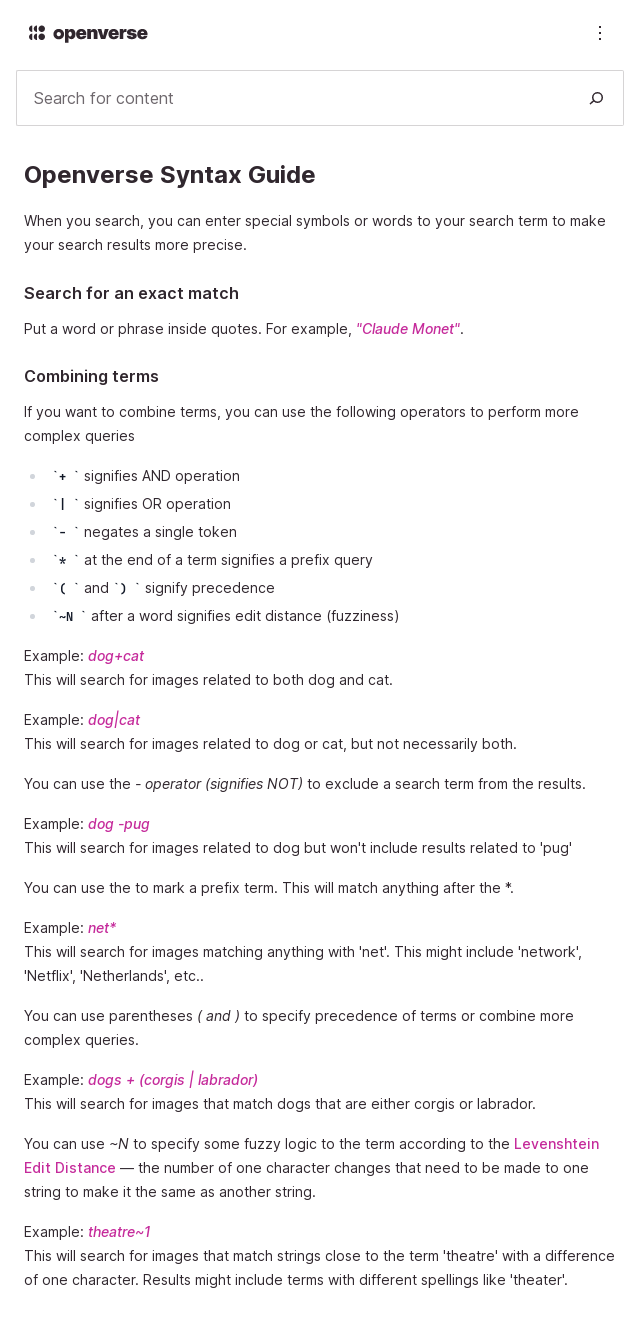 openverse
Search for content
Openverse Syntax Guide
When you search, you can enter special symbols or words to your search term to make
your search results more precise.
Search for an exact match
Put a word or phrase inside quotes. For example, "Claude Monet".
Combining terms
If you want to combine terms, you can use the following operators to perform more
complex queries
`+ ` signifies AND operation
`| ` signifies OR operation
`- ` negates a single token
`* ` at the end of a term signifies a prefix query
`( ` and `) ` signify precedence
`~N ` after a word signifies edit distance (fuzziness)
Example: dog+cat
This will search for images related to both dog and cat.
Example: dog|cat
This will search for images related to dog or cat, but not necessarily both.
You can use the - operator (signifies NOT) to exclude a search term from the results.
Example: dog -pug
This will search for images related to dog but won't include results related to 'pug'
You can use the to mark a prefix term. This will match anything after the *.
Example: net*
This will search for images matching anything with 'net'. This might include 'network',
'Netflix', 'Netherlands', etc..
You can use parentheses ( and ) to specify precedence of terms or combine more
complex queries.
Example: dogs + (corgis | labrador)
This will search for images that match dogs that are either corgis or labrador.
You can use ~N to specify some fuzzy logic to the term according to the Levenshtein
Edit Distance — the number of one character changes that need to be made to one
string to make it the same as another string.
Example: theatre~1
This will search for images that match strings close to the term 'theatre' with a difference
of one character. Results might include terms with different spellings like 'theater'.